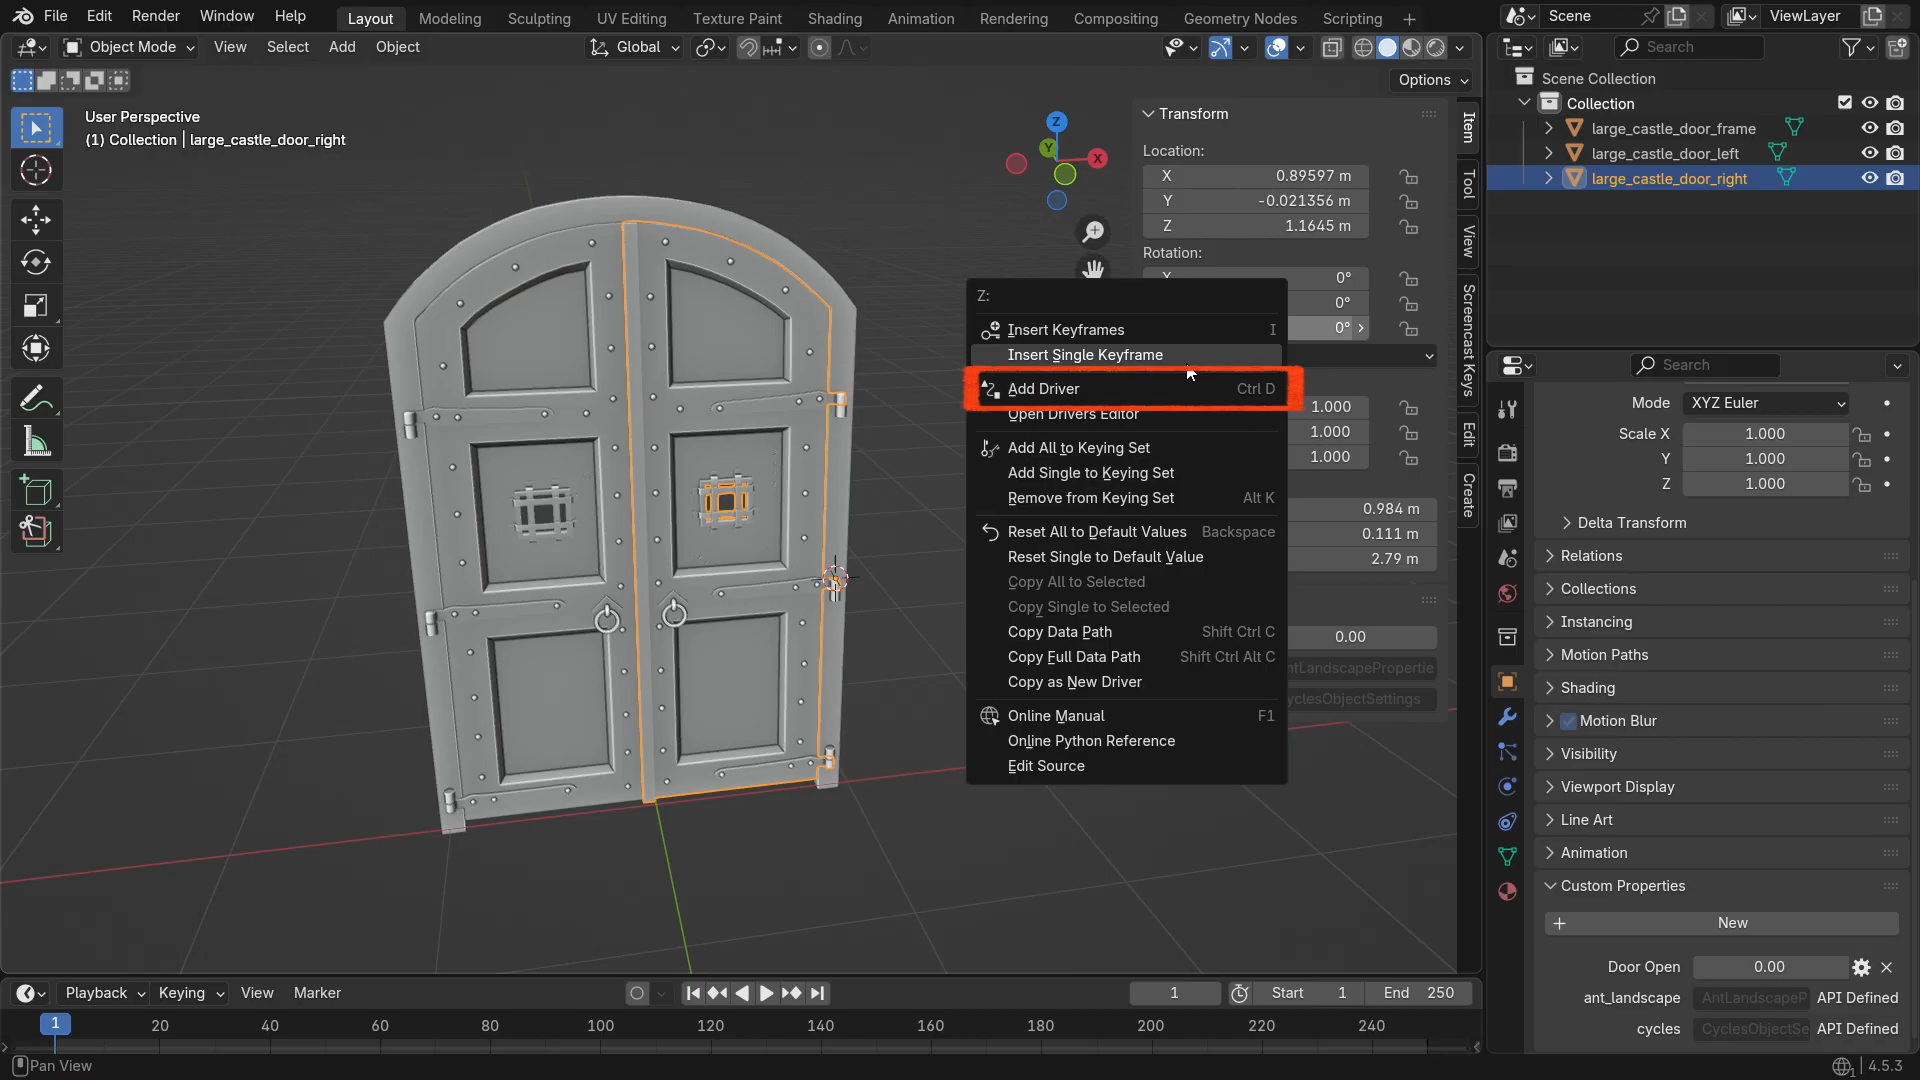 File Edit Render Window Help Layout Modeling Sculpting UV Editing Texture Paint Shading Animation Rendering Compositing Geometry Nodes Scripting + Scene ViewLayer
Object Mode View Select Add Object Global Search
Options
User Perspective
(1) Collection | large_castle_door_right
Z
Y
X
Transform
Location:
X 0.89597 m
Y -0.021356 m
Z 1.1645 m
Rotation:
X 0°
0°
0°
1.000
1.000
1.000
0.984 m
0.111 m
2.79 m
0.00
ntLandscapePropertie
yclesObjectSettings
Item
Tool
View
Screencast Keys
Edit
Create
Z:
Insert Keyframes I
Insert Single Keyframe
Add Driver Ctrl D
Open Drivers Editor
Add All to Keying Set
Add Single to Keying Set
Remove from Keying Set Alt K
Reset All to Default Values Backspace
Reset Single to Default Value
Copy All to Selected
Copy Single to Selected
Copy Data Path Shift Ctrl C
Copy Full Data Path Shift Ctrl Alt C
Copy as New Driver
Online Manual F1
Online Python Reference
Edit Source
Scene Collection
Collection
large_castle_door_frame
large_castle_door_left
large_castle_door_right
Search
Mode XYZ Euler
Scale X 1.000
Y 1.000
Z 1.000
Delta Transform
Relations
Collections
Instancing
Motion Paths
Shading
Motion Blur
Visibility
Viewport Display
Line Art
Animation
Custom Properties
+ New
Door Open 0.00
ant_landscape AntLandscapeP API Defined
cycles CyclesObjectSe API Defined
Playback Keying View Marker 1 Start 1 End 250
1 20 40 60 80 100 120 140 160 180 200 220 240
Pan View 4.5.3